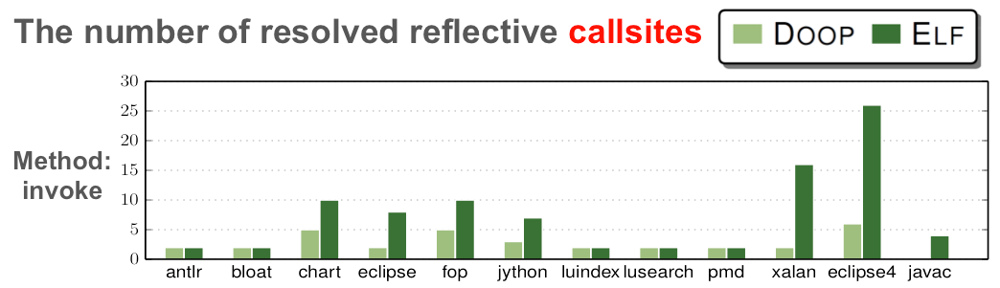 The number of resolved reflective callsites
DOOP ELF
Method:
invoke
30
25
20
15
10
5
0
antlr bloat chart eclipse fop jython luindex lusearch pmd xalan eclipse4 javac